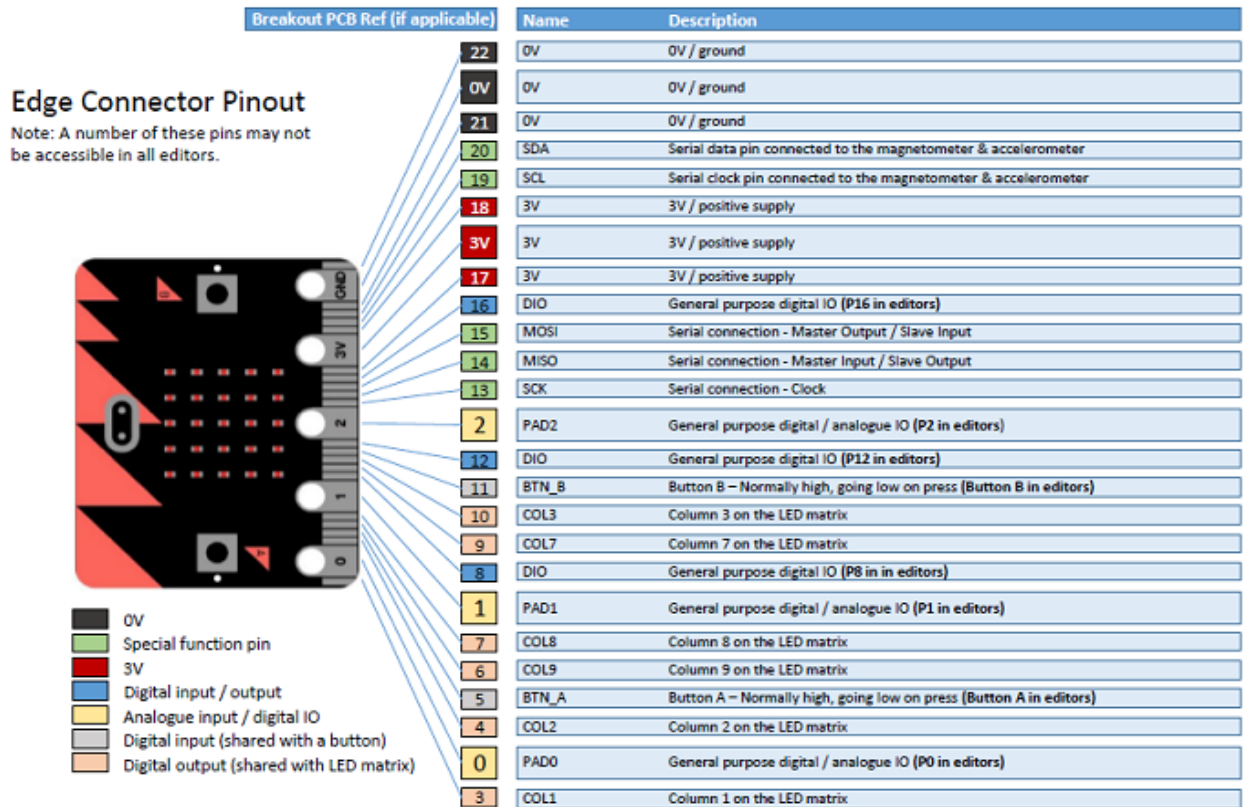 Breakout PCB Ref (if applicable) Name Description
22 0V 0V / ground
0V 0V 0V / ground
Edge Connector Pinout
Note: A number of these pins may not
be accessible in all editors.
21 0V 0V / ground
20 SDA Serial data pin connected to the magnetometer & accelerometer
19 SCL Serial clock pin connected to the magnetometer & accelerometer
18 3V 3V / positive supply
3V 3V 3V / positive supply
17 3V 3V / positive supply
16 DIO General purpose digital IO (P16 in editors)
15 MOSI Serial connection - Master Output / Slave Input
14 MISO Serial connection - Master Input / Slave Output
13 SCK Serial connection - Clock
2 PAD2 General purpose digital / analogue IO (P2 in editors)
12 DIO General purpose digital IO (P12 in editors)
11 BTN_B Button B – Normally high, going low on press (Button B in editors)
10 COL3 Column 3 on the LED matrix
9 COL7 Column 7 on the LED matrix
8 DIO General purpose digital IO (P8 in in editors)
1 PAD1 General purpose digital / analogue IO (P1 in editors)
7 COL8 Column 8 on the LED matrix
6 COL9 Column 9 on the LED matrix
5 BTN_A Button A – Normally high, going low on press (Button A in editors)
4 COL2 Column 2 on the LED matrix
0 PAD0 General purpose digital / analogue IO (P0 in editors)
3 COL1 Column 1 on the LED matrix
GND
3V
2
1
0
B
A
0V
Special function pin
3V
Digital input / output
Analogue input / digital IO
Digital input (shared with a button)
Digital output (shared with LED matrix)